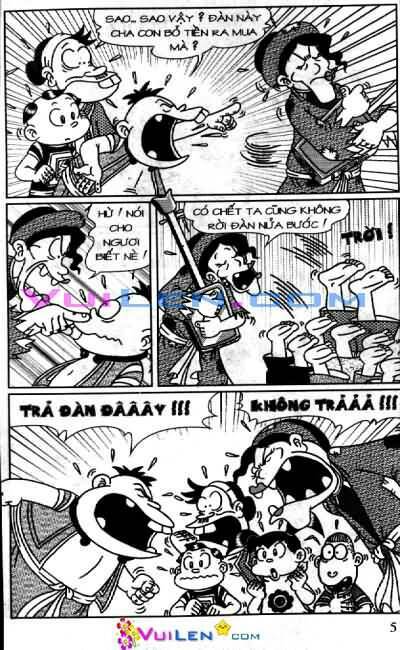 SAO... SAO VẬY? ĐÀN NÀY
CHA CON BỎ TIỀN RA MUA
MÀ?
HỪ! NÓI
CHO
NGƯƠI
BIẾT NÈ!
CÓ CHẾT TA CŨNG KHÔNG
RỜI ĐÀN NỬA BƯỚC!
TRỜI!
VUILEN.COM
TRẢ ĐÀN ĐÂÂÂY!!!
KHÔNG TRẢẢẢ!!!
5
VUILEN.COM